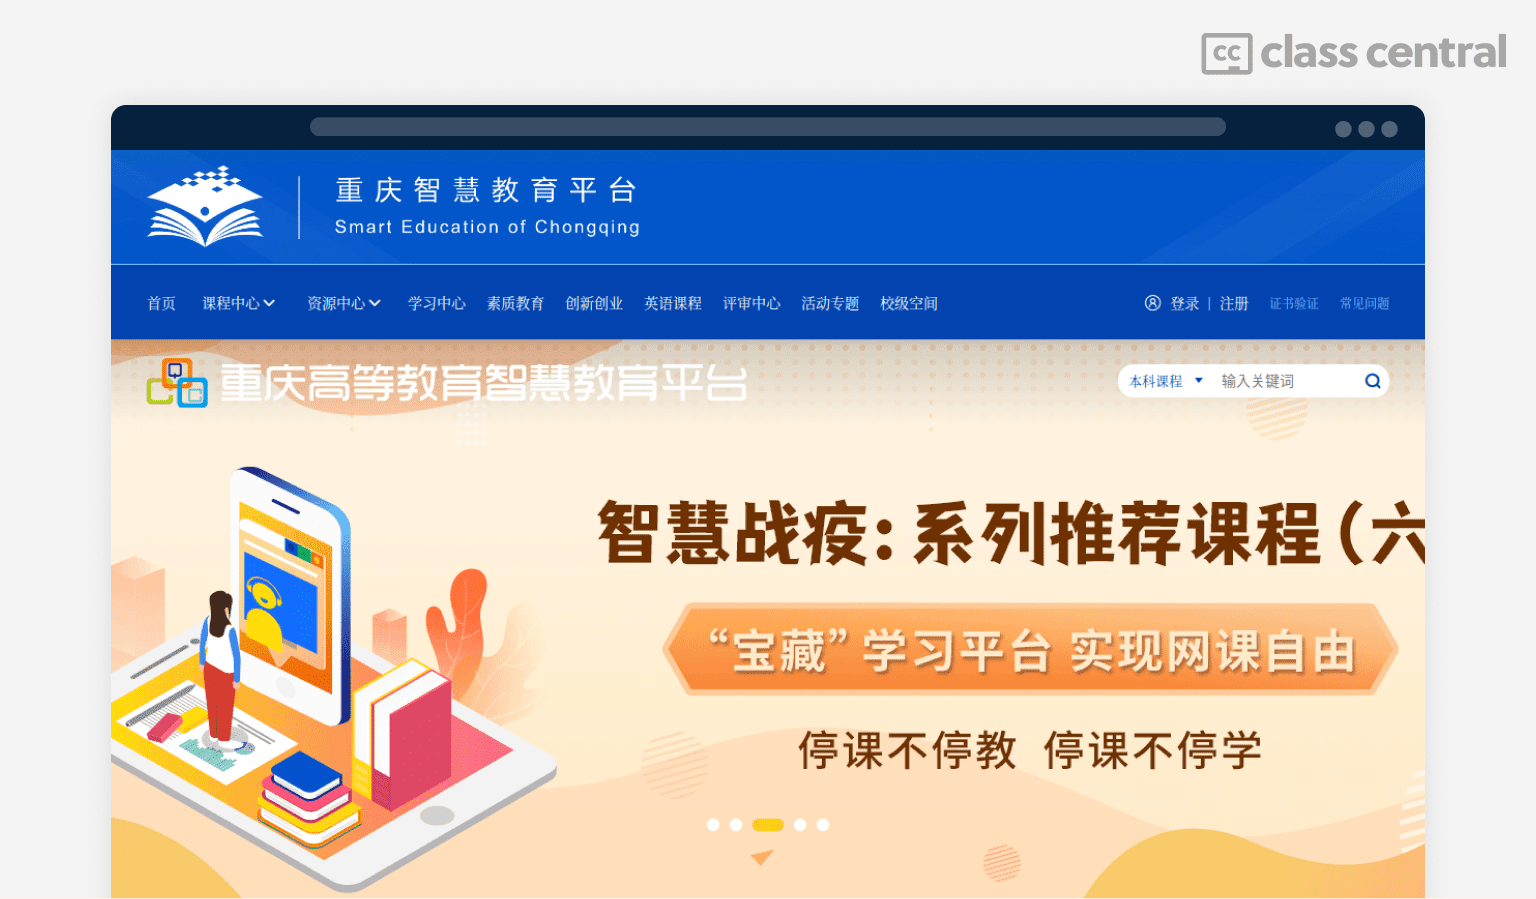 cc class central
重庆智慧教育平台
Smart Education of Chongqing
首页 课程中心 资源中心 学习中心 素质教育 创新创业 英语课程 评审中心 活动专题 校级空间 登录 | 注册 证书验证 常见问题
重庆高等教育智慧教育平台
本科课程 输入关键词
智慧战疫:系列推荐课程(六
“宝藏”学习平台 实现网课自由
停课不停教 停课不停学